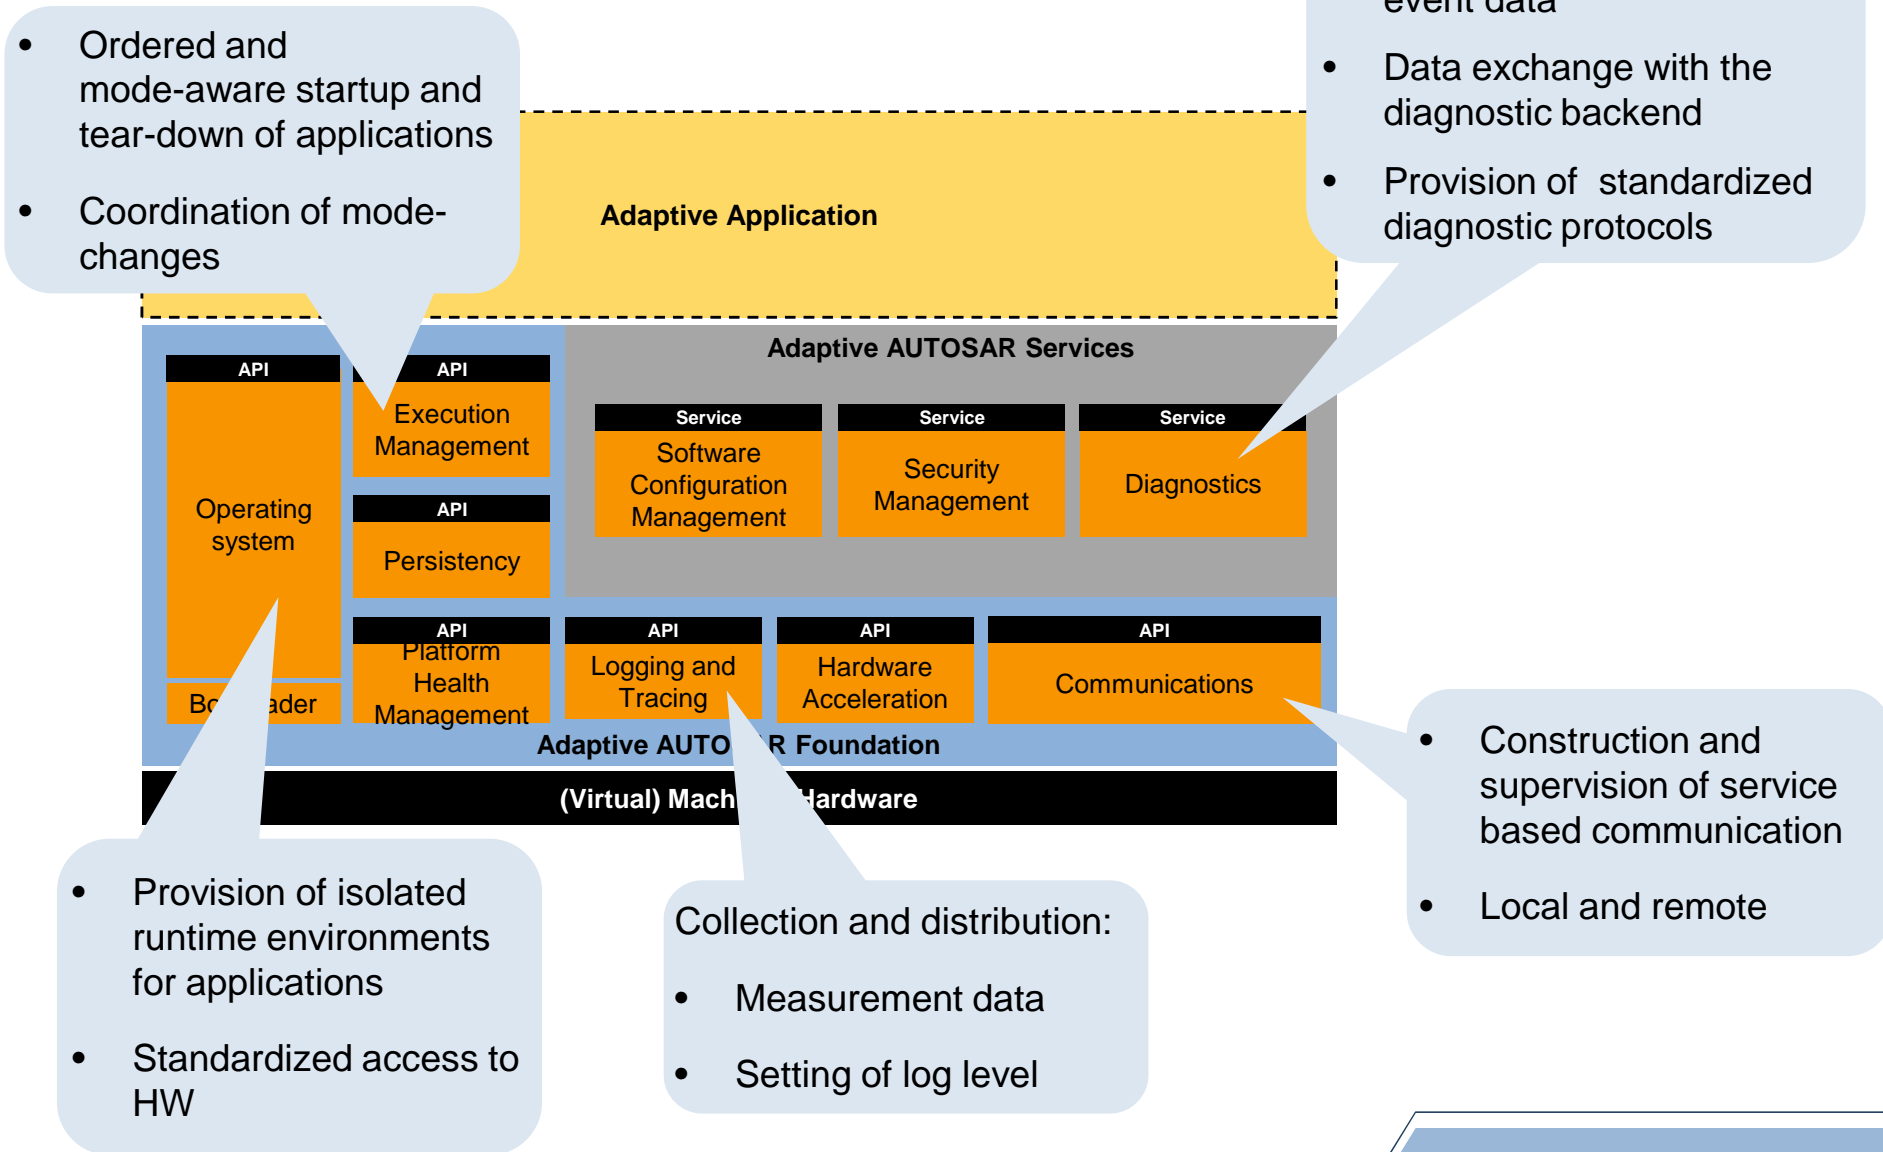 • Ordered and
mode-aware startup and
tear-down of applications
• Coordination of mode-
changes
event data
• Data exchange with the
diagnostic backend
• Provision of standardized
diagnostic protocols
Adaptive Application
Adaptive AUTOSAR Services
API
Operating
system
API
Execution
Management
API
Persistency
Service
Software
Configuration
Management
Service
Security
Management
Service
Diagnostics
API
Platform
Health
Management
API
Logging and
Tracing
API
Hardware
Acceleration
API
Communications
Adaptive Foundation
(Virtual) Hardware
• Construction and
supervision of service
based communication
• Local and remote
• Provision of isolated
runtime environments
for applications
• Standardized access to
HW
Collection and distribution:
• Measurement data
• Setting of log level